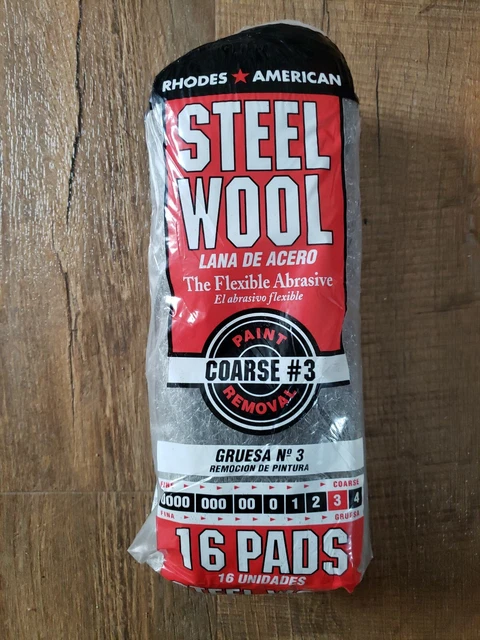 RHODES ★ AMERICAN
STEEL
WOOL
LANA DE ACERO
The Flexible Abrasive
El abrasivo flexible
PAINT
COARSE #3
REMOVAL
GRUESA Nº 3
REMOCION DE PINTURA
FINE COARSE
0000 000 00 0 1 2 3 4
FINA GRUESA
16 PADS
16 UNIDADES
STEEL WOOL